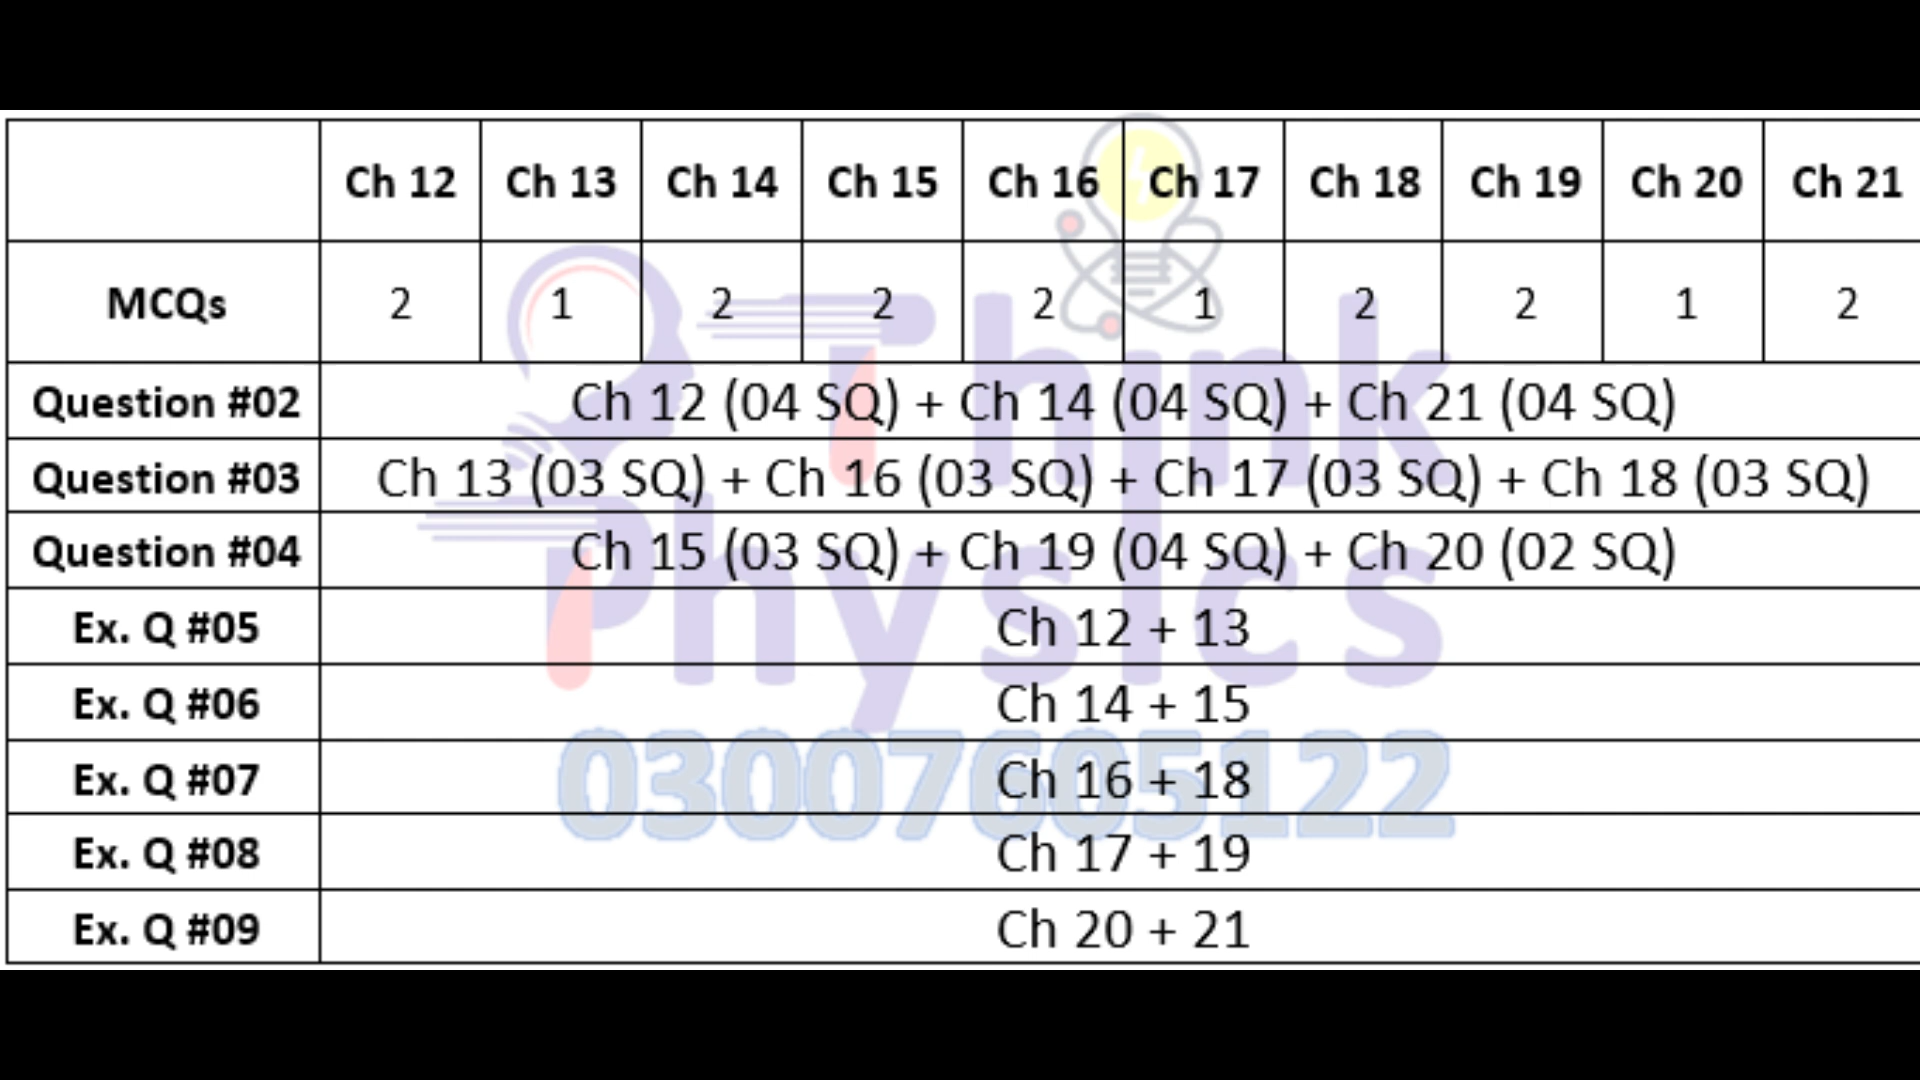 Ch 12 Ch 13 Ch 14 Ch 15 Ch 16 Ch 17 Ch 18 Ch 19 Ch 20 Ch 21
MCQs 2 1 2 2 2 1 2 2 1 2
Question #02 Ch 12 (04 SQ) + Ch 14 (04 SQ) + Ch 21 (04 SQ)
Question #03 Ch 13 (03 SQ) + Ch 16 (03 SQ) + Ch 17 (03 SQ) + Ch 18 (03 SQ)
Question #04 Ch 15 (03 SQ) + Ch 19 (04 SQ) + Ch 20 (02 SQ)
Ex. Q #05 Ch 12 + 13
Ex. Q #06 Ch 14 + 15
Ex. Q #07 Ch 16 + 18
Ex. Q #08 Ch 17 + 19
Ex. Q #09 Ch 20 + 21
Think
Physics
03007605122